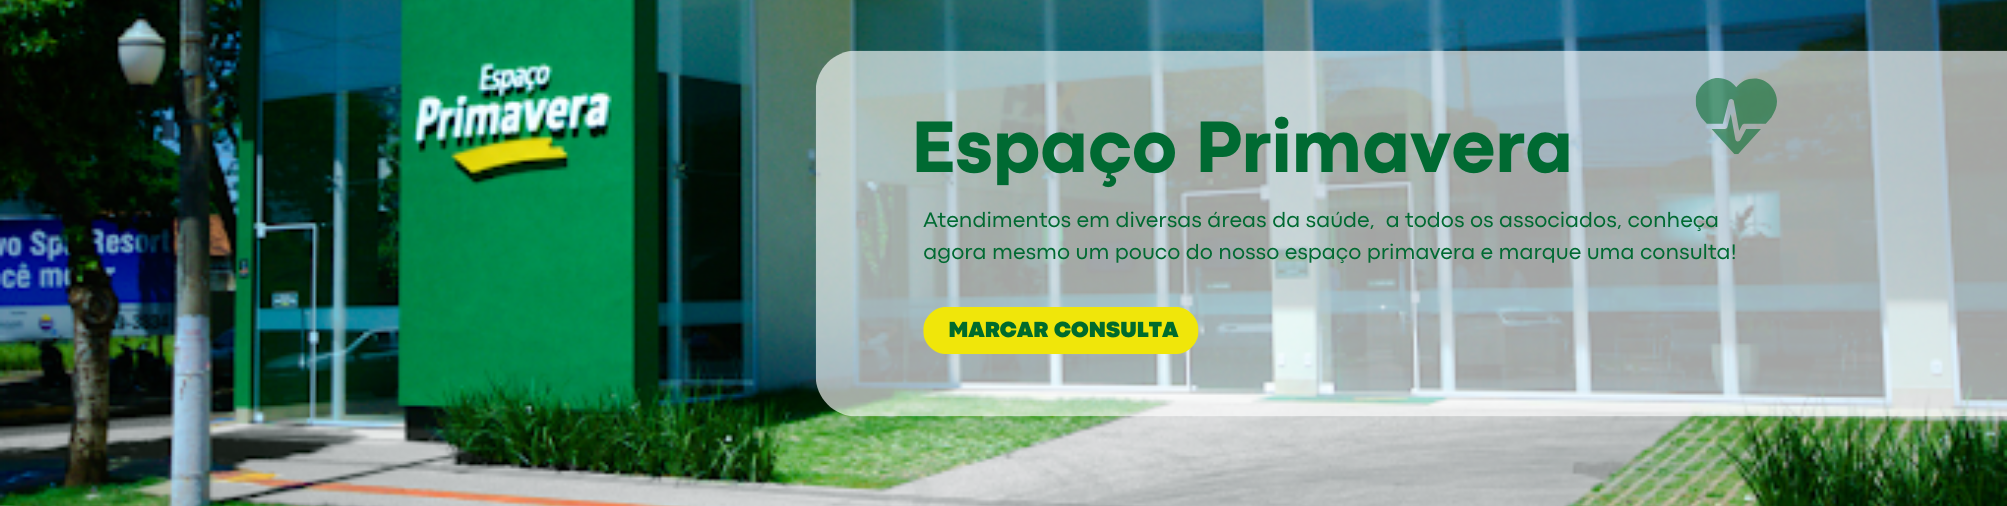 Espaço
Primavera
Espaço Primavera
Atendimentos em diversas áreas da saúde,  a todos os associados, conheça
agora mesmo um pouco do nosso espaço primavera e marque uma consulta!
MARCAR CONSULTA
Resort